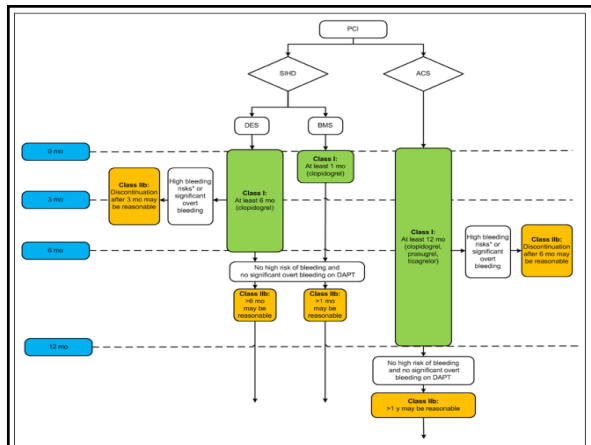 PCI
SIHD
ACS
DES
BMS
0 mo
Class I:
At least 1 mo
(clopidogrel)
Class IIb:
Discontinuation
after 3 mo may
be reasonable
High bleeding
risks* or
significant
overt
bleeding
Class I:
At least 6 mo
(clopidogrel)
3 mo
Class I:
At least 12 mo
(clopidogrel,
prasugrel,
ticagrelor)
High bleeding
risks* or
significant
overt
bleeding
Class IIb:
Discontinuation
after 6 mo may
be reasonable
6 mo
No high risk of bleeding and
no significant overt bleeding on DAPT
Class IIb:
>6 mo
may be
reasonable
Class IIb:
>1 mo
may be
reasonable
12 mo
No high risk of bleeding
and no significant overt
bleeding on DAPT
Class IIb:
>1 y may be reasonable